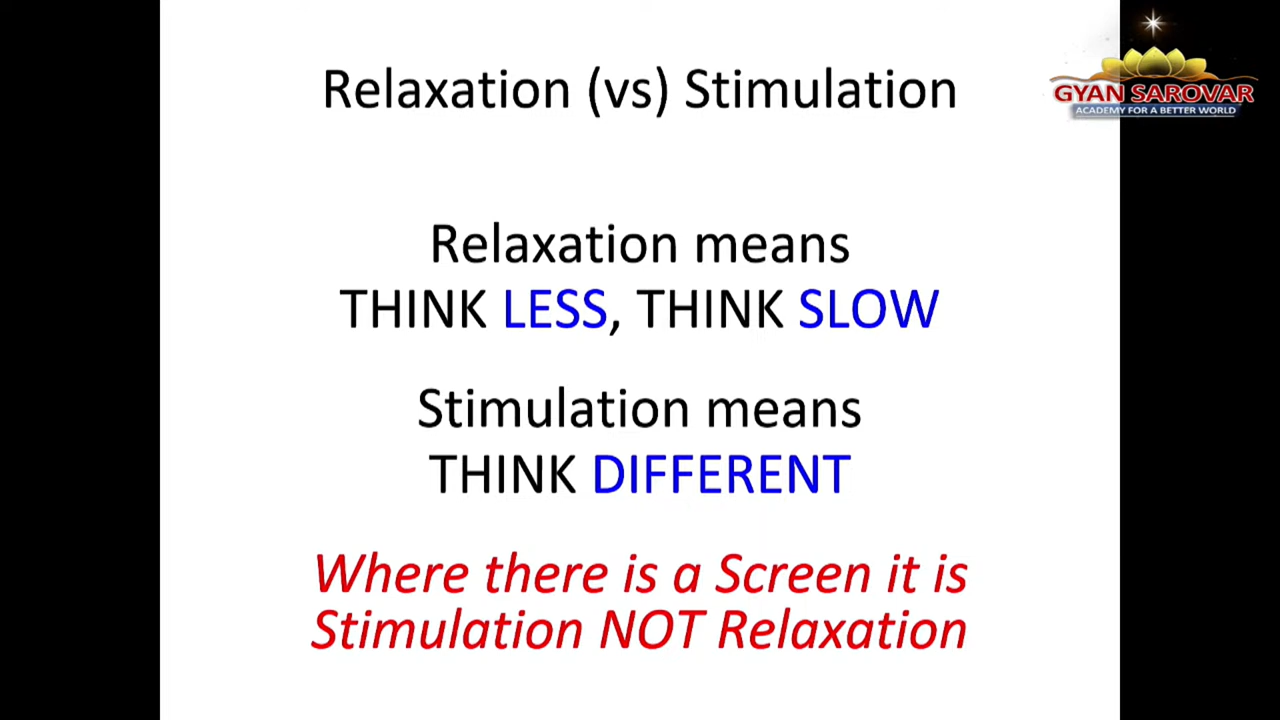 Relaxation (vs) Stimulation
GYAN SAROVAR
ACADEMY FOR A BETTER WORLD
Relaxation means
THINK LESS, THINK SLOW
Stimulation means
THINK DIFFERENT
Where there is a Screen it is
Stimulation NOT Relaxation